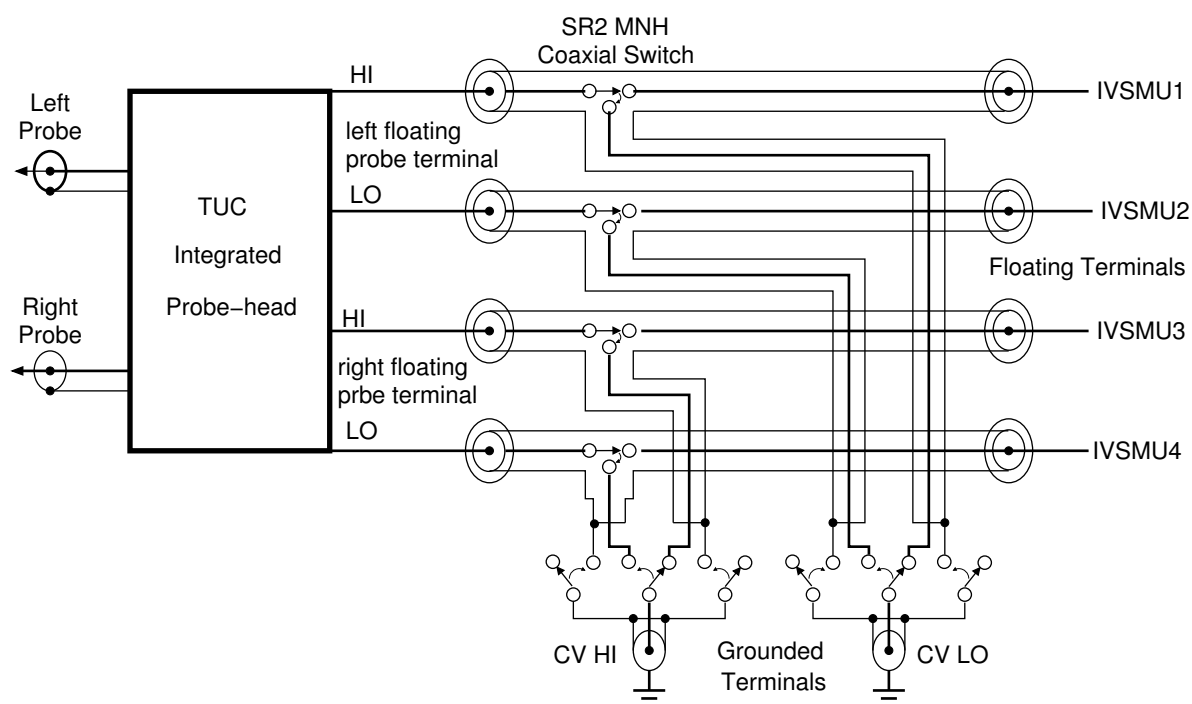 SR2 MNH
Coaxial Switch
HI
IVSMU1
Left
Probe
left floating
probe terminal
LO
TUC
Integrated
Probe-head
IVSMU2
Floating Terminals
Right
Probe
HI
IVSMU3
right floating
prbe terminal
LO
IVSMU4
CV HI
Grounded
Terminals
CV LO